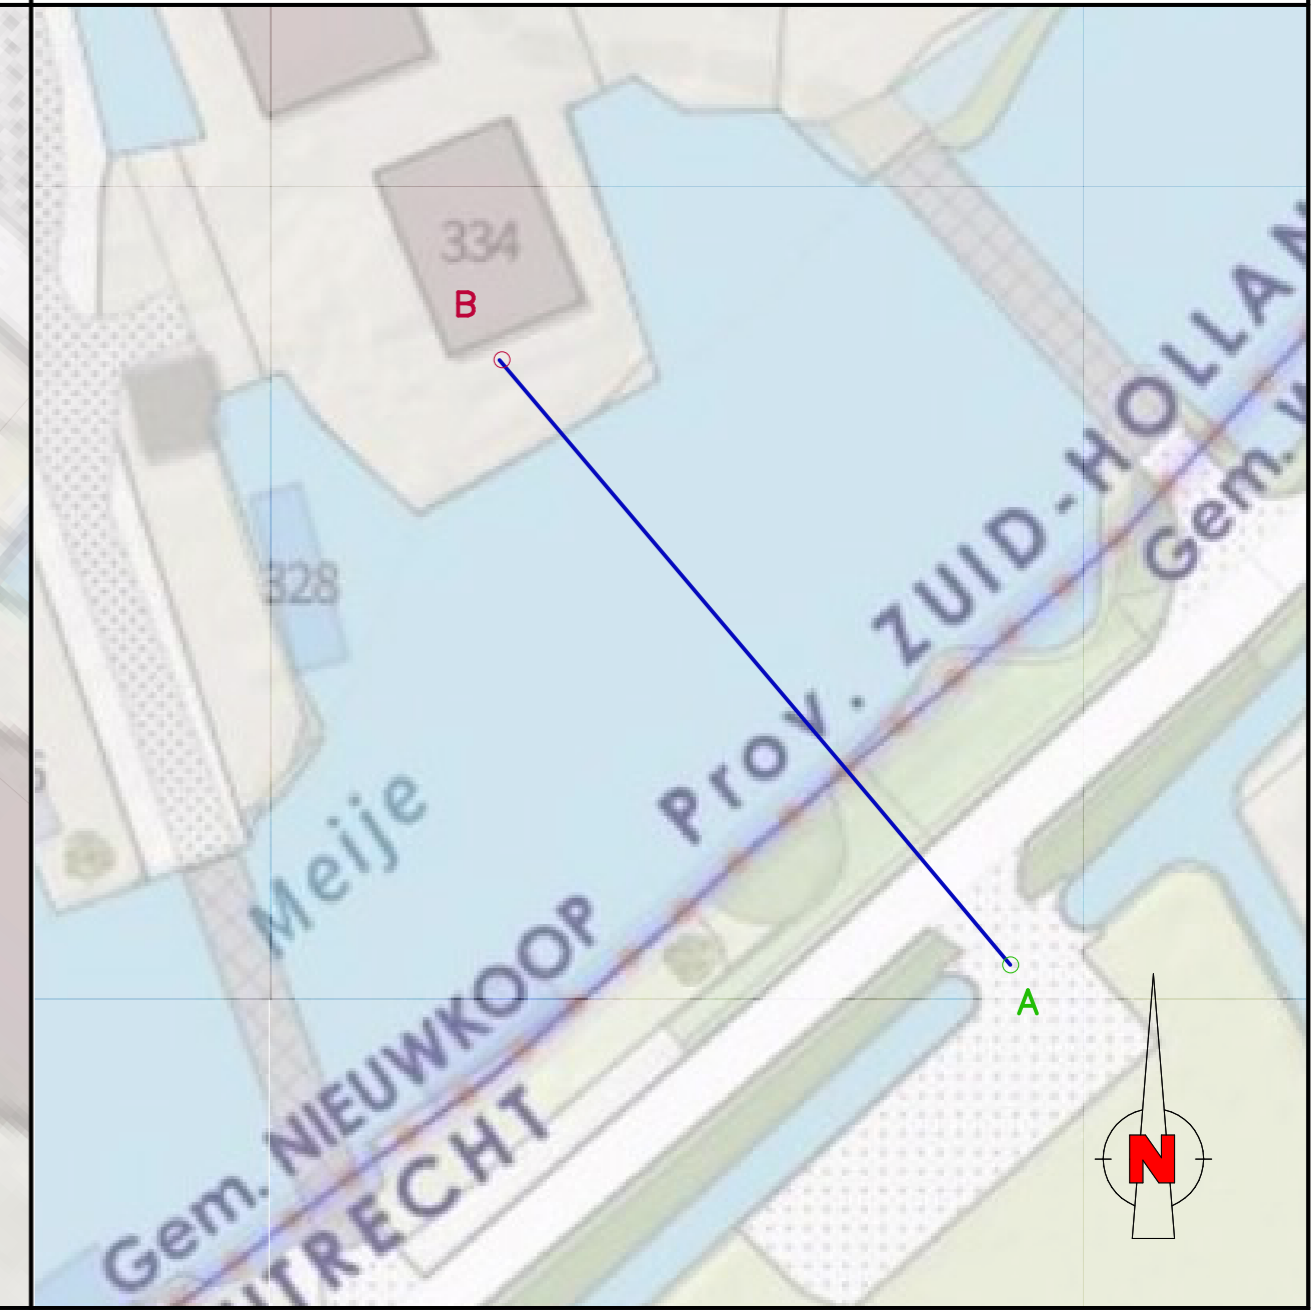 334
B
Prov. ZUID-HOLLAN
Gem. W
328
Meije
Gem. NIEUWKOOP
UTRECHT
A
N